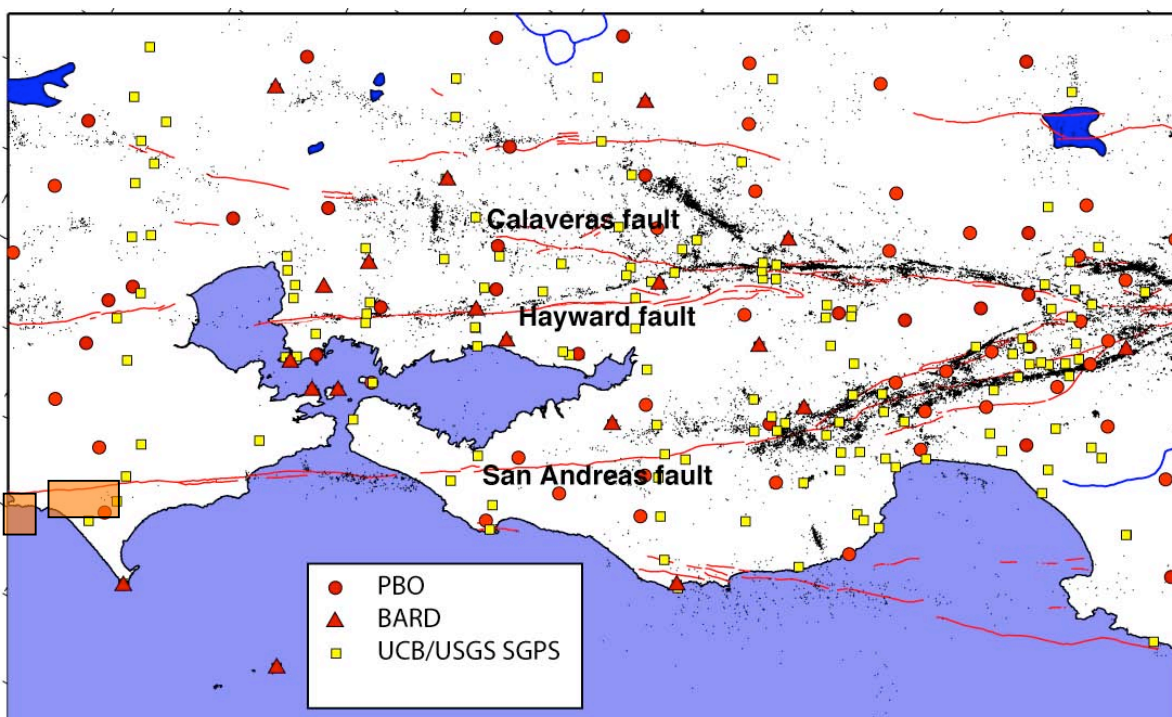 Calaveras fault
Hayward fault
San Andreas fault
PBO
BARD
UCB/USGS SGPS